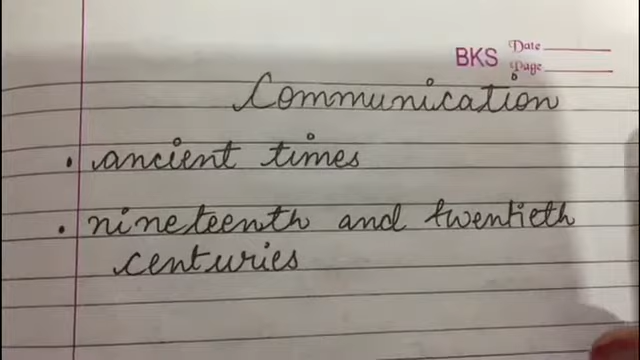 BKS Date
Page
Communication
• ancient times
• nineteenth and twentieth
centuries